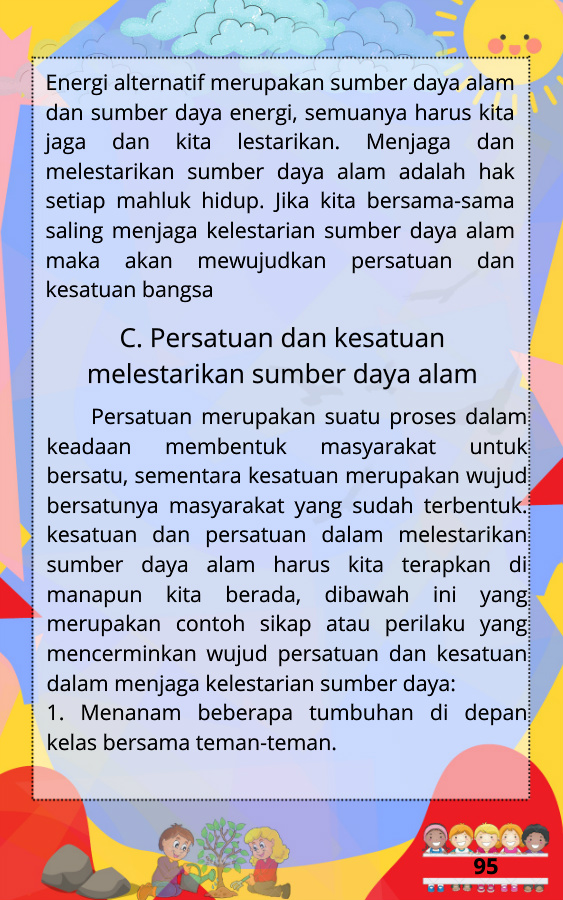 Energi alternatif merupakan sumber daya alam
dan sumber daya energi, semuanya harus kita
jaga dan kita lestarikan. Menjaga dan
melestarikan sumber daya alam adalah hak
setiap mahluk hidup. Jika kita bersama-sama
saling menjaga kelestarian sumber daya alam
maka akan mewujudkan persatuan dan
kesatuan bangsa
C. Persatuan dan kesatuan
melestarikan sumber daya alam
Persatuan merupakan suatu proses dalam
keadaan membentuk masyarakat untuk
bersatu, sementara kesatuan merupakan wujud
bersatunya masyarakat yang sudah terbentuk.
kesatuan dan persatuan dalam melestarikan
sumber daya alam harus kita terapkan di
manapun kita berada, dibawah ini yang
merupakan contoh sikap atau perilaku yang
mencerminkan wujud persatuan dan kesatuan
dalam menjaga kelestarian sumber daya:
1. Menanam beberapa tumbuhan di depan
kelas bersama teman-teman.
95